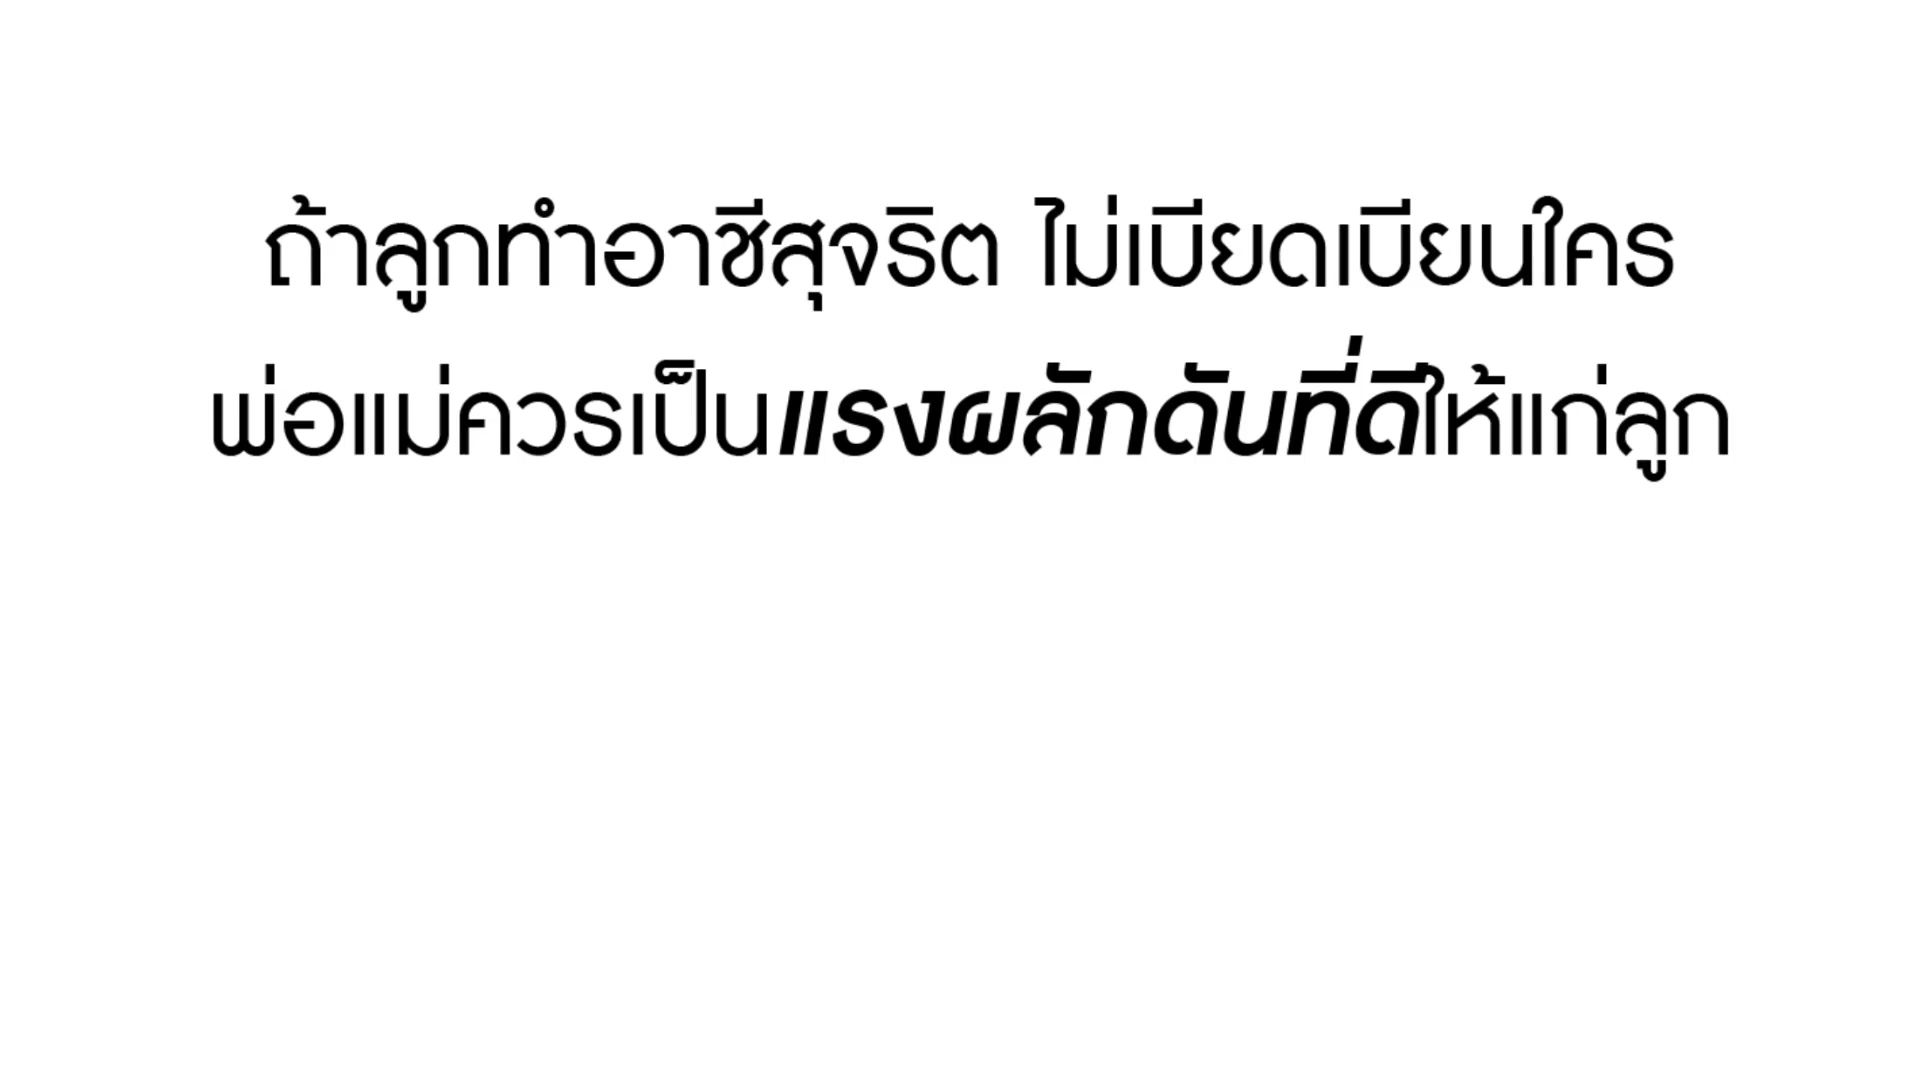 ถ้าลูกทำอาชีสุจริต ไม่เบียดเบียนใคร
พ่อแม่ควรเป็นแรงผลักดันที่ดีให้แก่ลูก